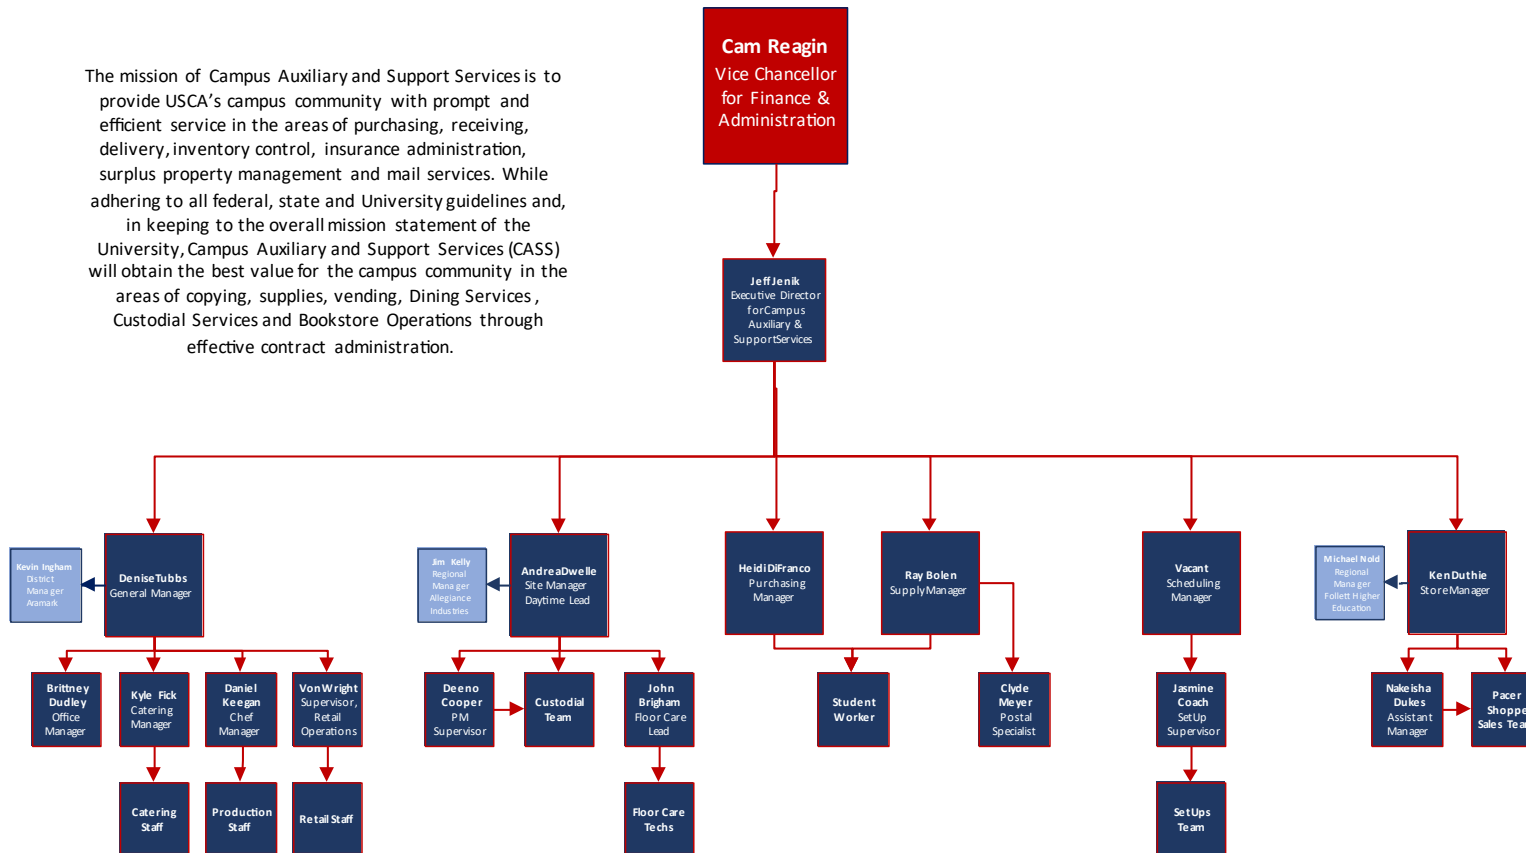 Cam Reagin
Vice Chancellor
for Finance &
Administration
The mission of Campus Auxiliary and Support Services is to
provide USCA's campus community with prompt and
efficient service in the areas of purchasing, receiving,
delivery, inventory control, insurance administration,
surplus property management and mail services. While
adhering to all federal, state and University guidelines and,
in keeping to the overall mission statement of the
University, Campus Auxiliary and Support Services (CASS)
will obtain the best value for the campus community in the
areas of copying, supplies, vending, Dining Services ,
Custodial Services and Bookstore Operations through
effective contract administration.
Jeff Jenik
Executive Director
for Campus
Auxiliary &
Support Services
Kevin Ingham
District
Manager
Aramark
Denise Tubbs
General Manager
Jim Kelly
Regional
Manager
Allegiance
Industries
Andrea Dwelle
Site Manager
Daytime Lead
Heidi DiFranco
Purchasing
Manager
Ray Bolen
Supply Manager
Vacant
Scheduling
Manager
Michael Nold
Regional
Manager
Follett Higher
Education
Ken Duthie
Store Manager
Brittney
Dudley
Office
Manager
Kyle Fick
Catering
Manager
Daniel
Keegan
Chef
Manager
Von Wright
Supervisor,
Retail
Operations
Deeno
Cooper
PM
Supervisor
Custodial
Team
John
Brigham
Floor Care
Lead
Student
Worker
Clyde
Meyer
Postal
Specialist
Jasmine
Coach
SetUp
Supervisor
Nakeisha
Dukes
Assistant
Manager
Pacer
Shoppe
Sales Team
Catering
Staff
Production
Staff
Retail Staff
Floor Care
Techs
SetUps
Team